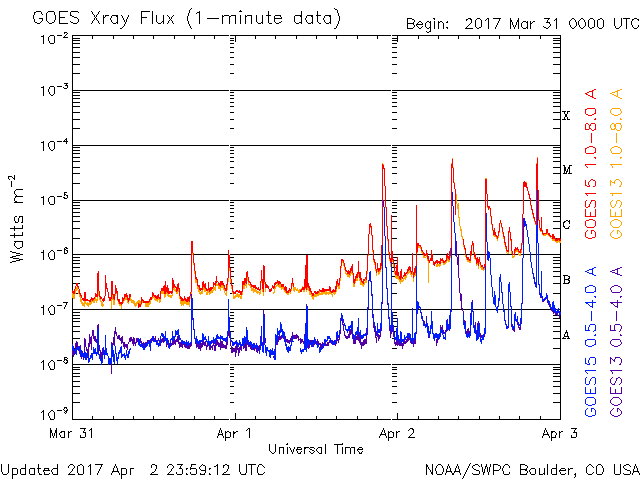 GOES Xray Flux (1-minute data)
Begin: 2017 Mar 31 0000 UTC
10^-2
10^-3
10^-4
10^-5
10^-6
10^-7
10^-8
10^-9
Watts m^-2
X
M
C
B
A
GOES15 1.0-8.0 A
GOES13 1.0-8.0 A
GOES15 0.5-4.0 A
GOES13 0.5-4.0 A
Mar 31
Apr 1
Apr 2
Apr 3
Universal Time
Updated 2017 Apr 2 23:59:12 UTC
NOAA/SWPC Boulder, CO USA